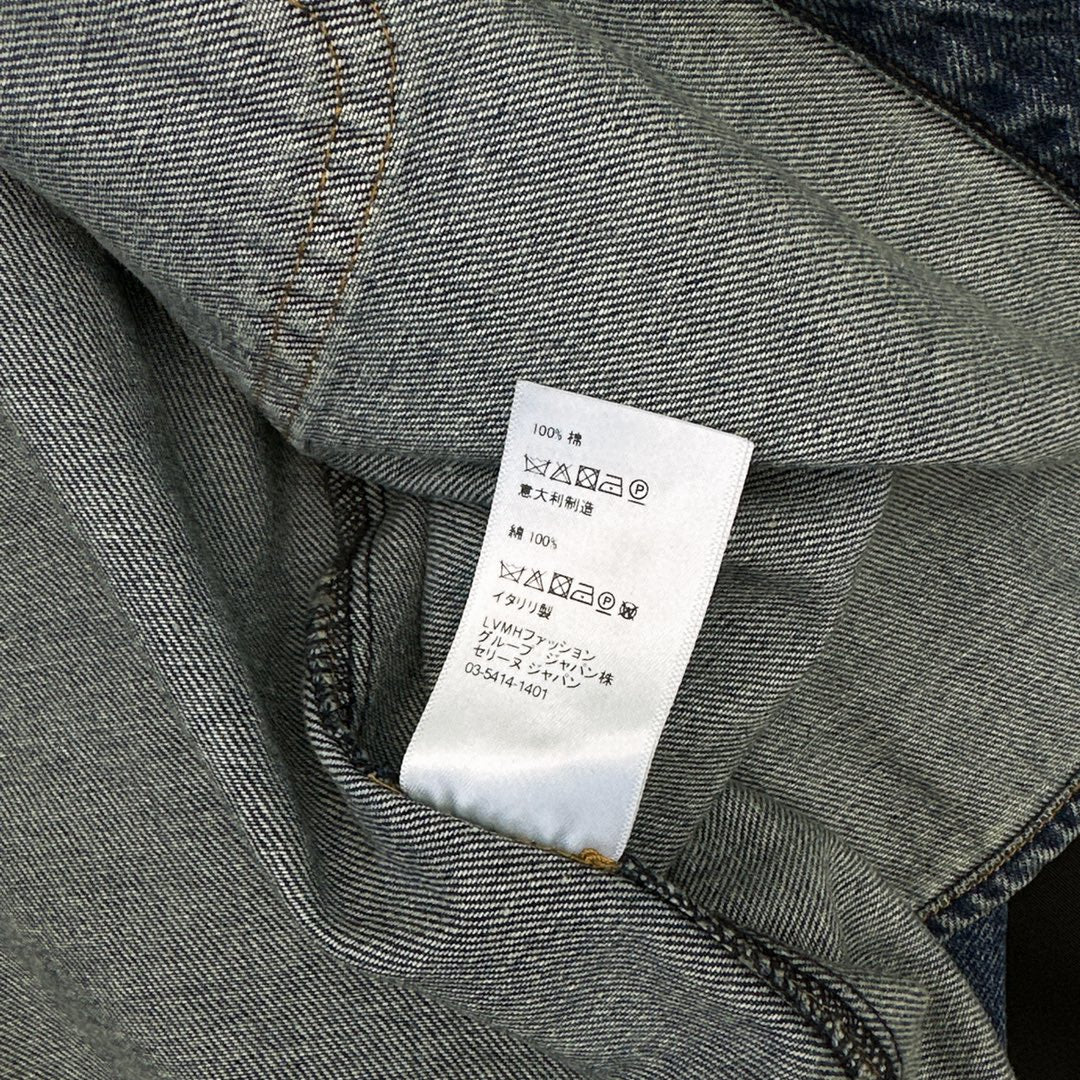 100% 棉
意大利制造
綿 100%
イタリリ製
LVMHファッション
グループ ジャパン株
セリーヌ ジャパン
03-5414-1401